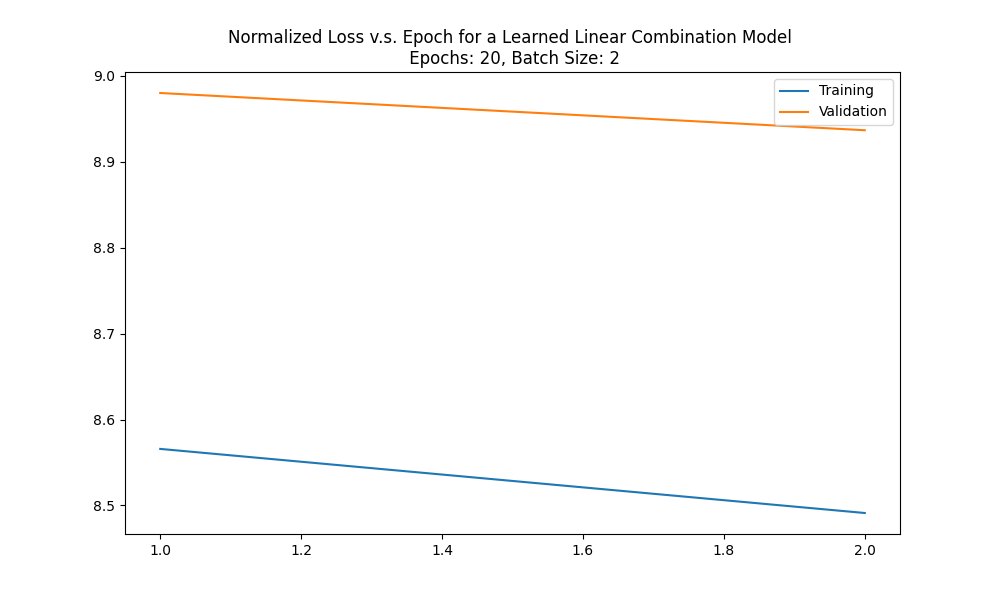 Normalized Loss v.s. Epoch for a Learned Linear Combination Model
Epochs: 20, Batch Size: 2
Training
Validation
9.0
8.9
8.8
8.7
8.6
8.5
1.0 1.2 1.4 1.6 1.8 2.0